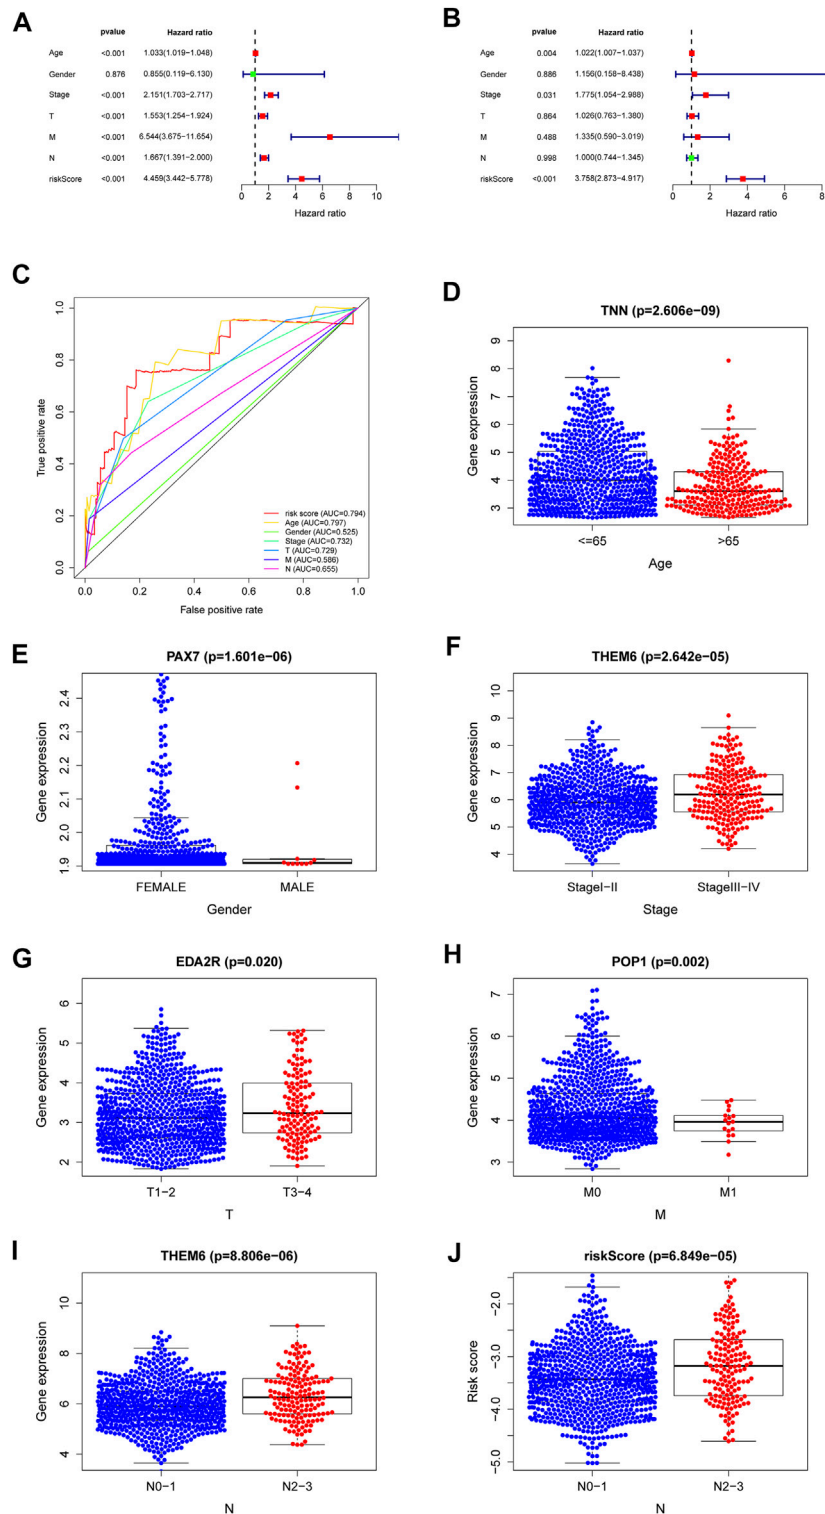 A
pvalue Hazard ratio
Age <0.001 1.033(1.019−1.048)
Gender 0.876 0.855(0.119−6.130)
Stage <0.001 2.151(1.703−2.717)
T <0.001 1.553(1.254−1.924)
M <0.001 6.544(3.675−11.654)
N <0.001 1.667(1.391−2.000)
riskScore <0.001 4.459(3.442−5.778)
0 2 4 6 8 10
Hazard ratio
B
pvalue Hazard ratio
Age 0.004 1.022(1.007−1.037)
Gender 0.886 1.156(0.158−8.438)
Stage 0.031 1.775(1.054−2.988)
T 0.864 1.026(0.763−1.380)
M 0.488 1.335(0.590−3.019)
N 0.998 1.000(0.744−1.345)
riskScore <0.001 3.758(2.873−4.917)
0 2 4 6 8
Hazard ratio
C
True positive rate
1.0
0.8
0.6
0.4
0.2
0.0
risk score (AUC=0.794)
Age (AUC=0.797)
Gender (AUC=0.525)
Stage (AUC=0.732)
T (AUC=0.729)
M (AUC=0.586)
N (AUC=0.655)
0.0 0.2 0.4 0.6 0.8 1.0
False positive rate
D
TNN (p=2.606e−09)
Gene expression
9
8
7
6
5
4
3
<=65 >65
Age
E
PAX7 (p=1.601e−06)
Gene expression
2.4
2.3
2.2
2.1
2.0
1.9
FEMALE MALE
Gender
F
THEM6 (p=2.642e−05)
Gene expression
10
9
8
7
6
5
4
StageI−II StageIII−IV
Stage
G
EDA2R (p=0.020)
Gene expression
6
5
4
3
2
T1−2 T3−4
T
H
POP1 (p=0.002)
Gene expression
7
6
5
4
3
M0 M1
M
I
THEM6 (p=8.806e−06)
Gene expression
10
8
6
4
N0−1 N2−3
N
J
riskScore (p=6.849e−05)
Risk score
−2.0
−3.0
−4.0
−5.0
N0−1 N2−3
N